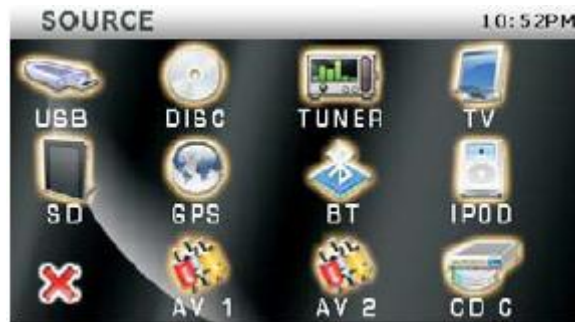 SOURCE 10:52PM
USB DISC TUNER TV
SD GPS BT IPOD
AV 1 AV 2 CD C